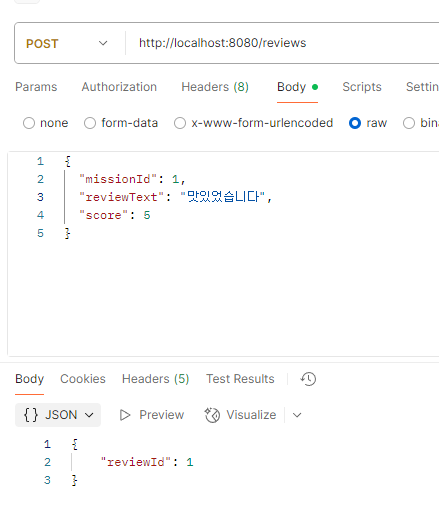 POST http://localhost:8080/reviews
Params Authorization Headers (8) Body Scripts
none form-data x-www-form-urlencoded raw
1 {
2 "missionId": 1,
3 "reviewText": "맛있었습니다",
4 "score": 5
5 }
Body Cookies Headers (5) Test Results
{} JSON Preview Visualize
1 {
2 "reviewId": 1
3 }